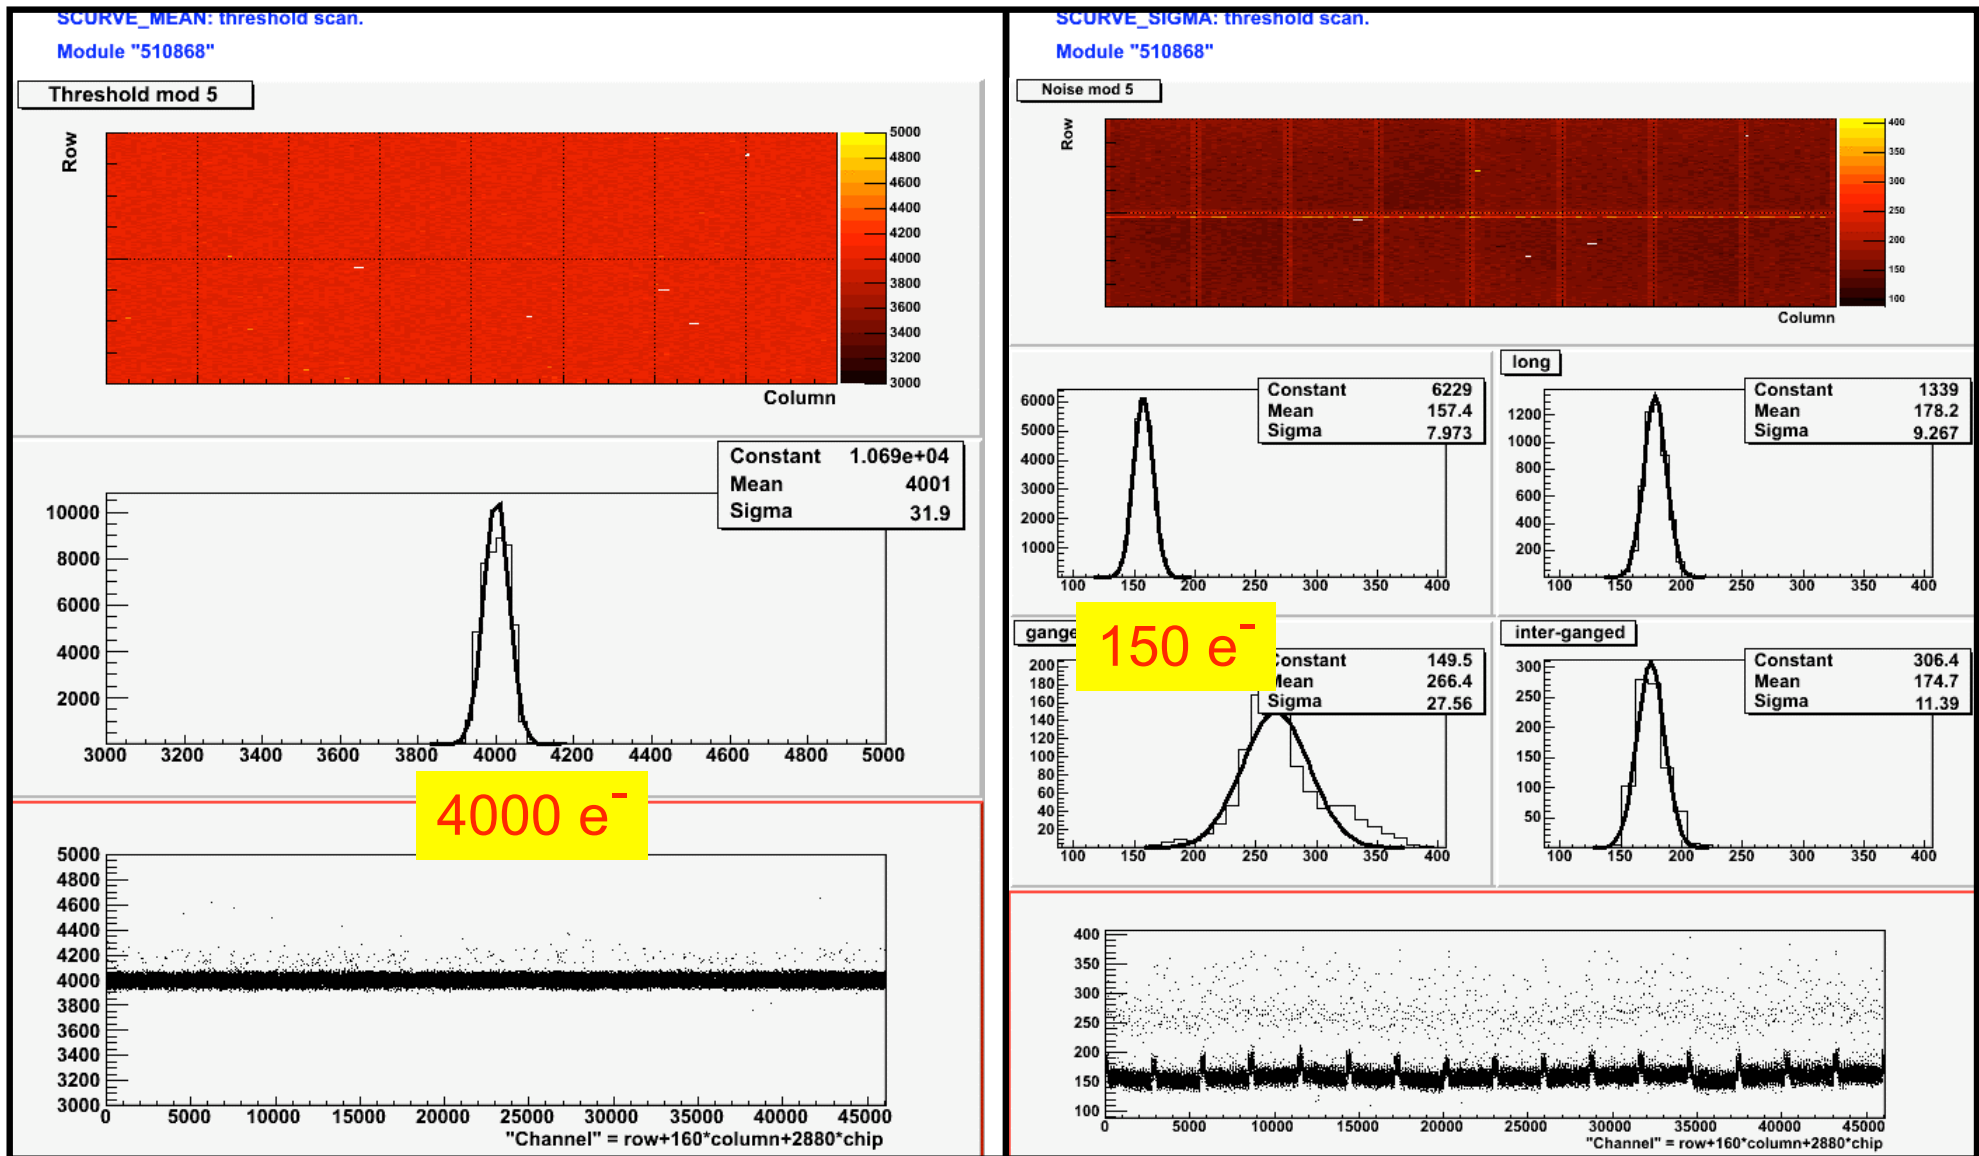 SCURVE_MEAN: threshold scan.
Module "510868"
Threshold mod 5
Row
5000
4800
4600
4400
4200
4000
3800
3600
3400
3200
3000
Column
Constant 1.069e+04
Mean 4001
Sigma 31.9
10000
8000
6000
4000
2000
3000 3200 3400 3600 3800 4000 4200 4400 4600 4800 5000
4000 e-
5000
4800
4600
4400
4200
4000
3800
3600
3400
3200
3000
0 5000 10000 15000 20000 25000 30000 35000 40000 45000
"Channel" = row+160*column+2880*chip
SCURVE_SIGMA: threshold scan.
Module "510868"
Noise mod 5
Row
400
350
300
250
200
150
100
Column
Constant 6229
Mean 157.4
Sigma 7.973
6000
5000
4000
3000
2000
1000
100 150 200 250 300 350 400
long
Constant 1339
Mean 178.2
Sigma 9.267
1200
1000
800
600
400
200
100 150 200 250 300 350 400
150 e-
Constant 149.5
Mean 266.4
Sigma 27.56
200
180
160
140
120
100
80
60
40
20
100 150 200 250 300 350 400
inter-ganged
Constant 306.4
Mean 174.7
Sigma 11.39
300
250
200
150
100
50
100 150 200 250 300 350 400
400
350
300
250
200
150
100
0 5000 10000 15000 20000 25000 30000 35000 40000 45000
"Channel" = row+160*column+2880*chip